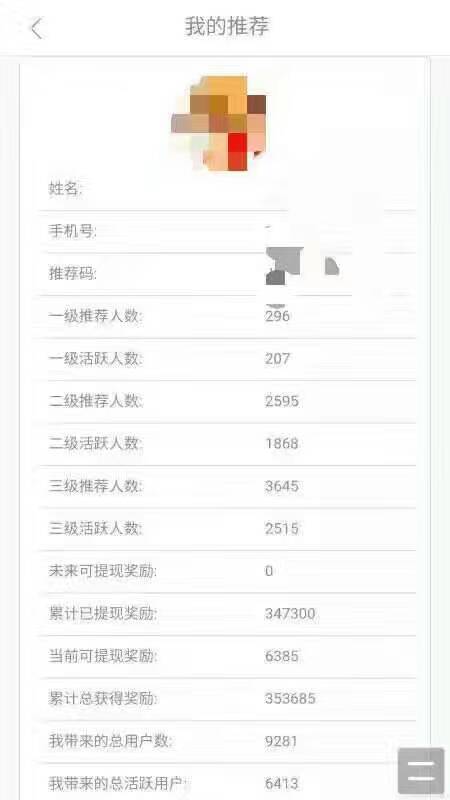 我的推荐
姓名:
手机号:
推荐码:
一级推荐人数: 296
一级活跃人数: 207
二级推荐人数: 2595
二级活跃人数: 1868
三级推荐人数: 3645
三级活跃人数: 2515
未来可提现奖励: 0
累计已提现奖励: 347300
当前可提现奖励: 6385
累计总获得奖励: 353685
我带来的总用户数: 9281
我带来的总活跃用户: 6413